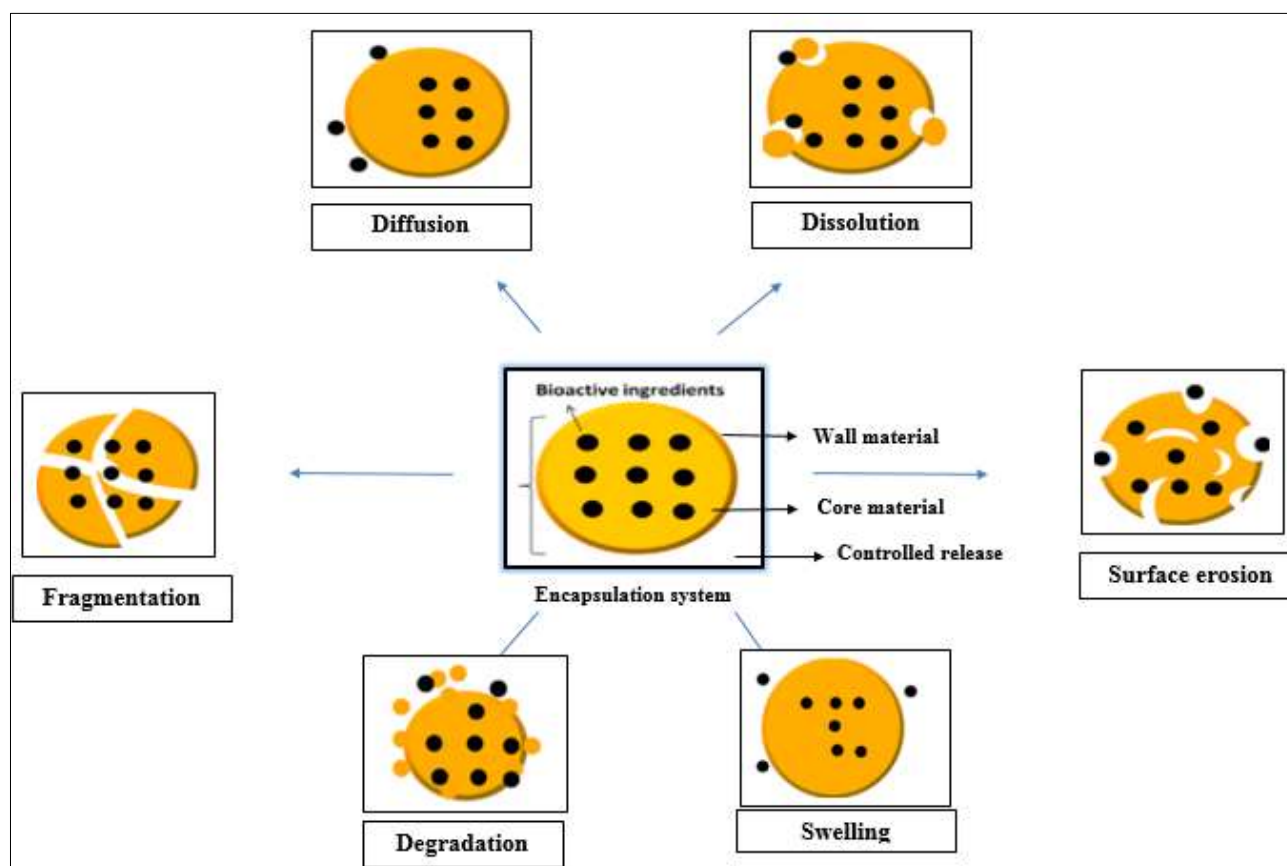 Diffusion
Dissolution
Bioactive ingredients
Wall material
Core material
Controlled release
Encapsulation system
Fragmentation
Surface erosion
Degradation
Swelling